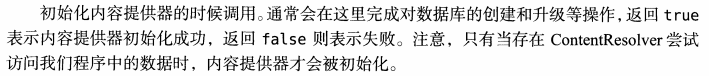 初始化内容提供器的时候调用。通常会在这里完成对数据库的创建和升级等操作，返回 true
表示内容提供器初始化成功，返回 false 则表示失败。注意，只有当存在 ContentResolver 尝试
访问我们程序中的数据时，内容提供器才会被初始化。